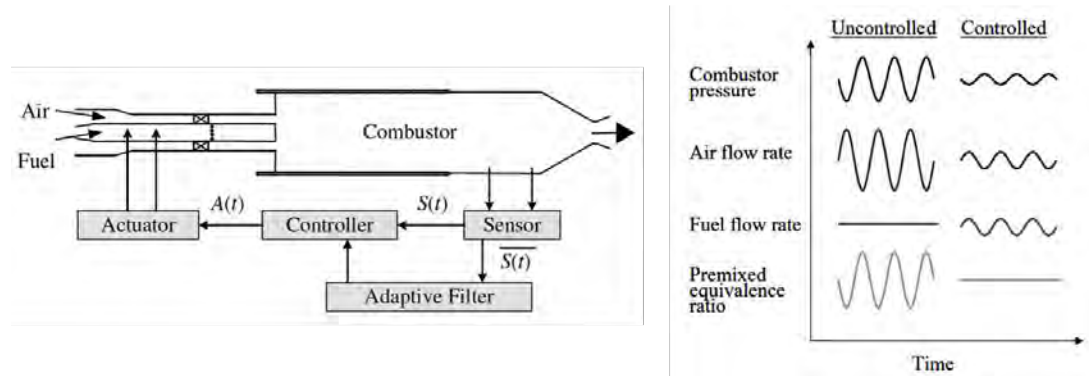 Air
Fuel
Combustor
A(t)
S(t)
Actuator
Controller
Sensor
S(t)
Adaptive Filter
Uncontrolled Controlled
Combustor
pressure
Air flow rate
Fuel flow rate
Premixed
equivalence
ratio
Time